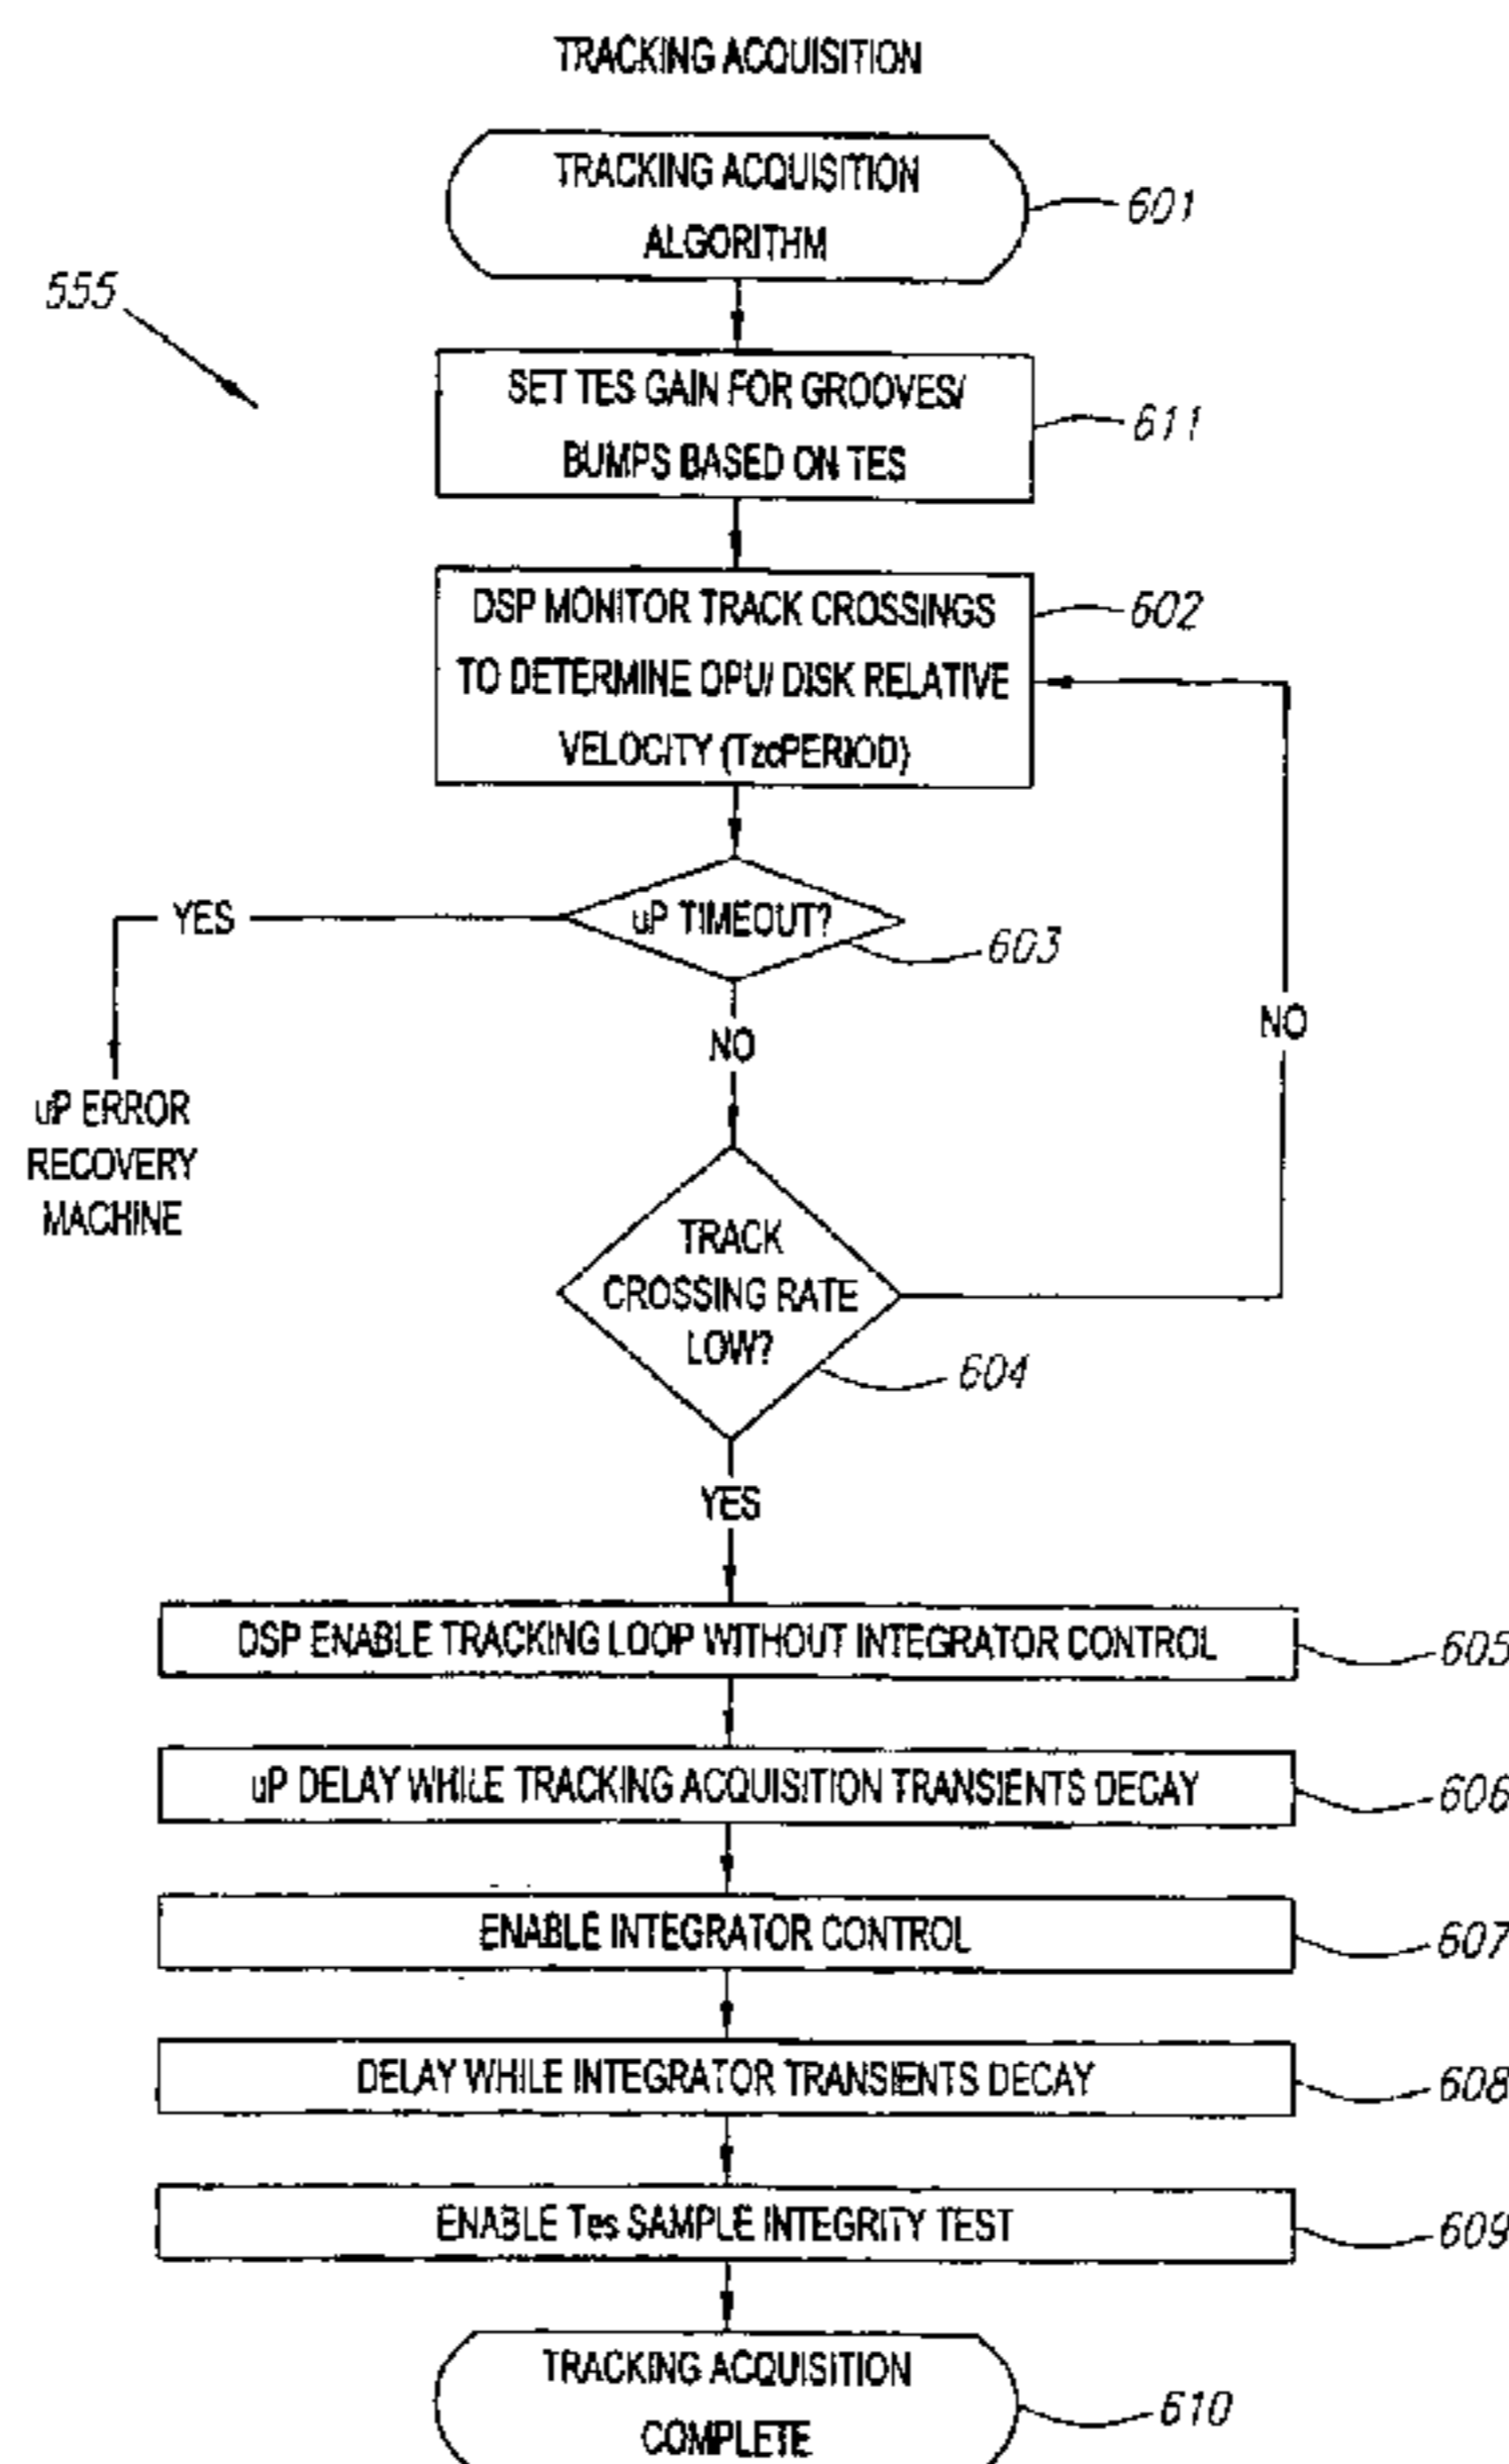 TRACKING ACQUISITION
TRACKING ACQUISITION
ALGORITHM
601
555
SET TES GAIN FOR GROOVES/
BUMPS BASED ON TES
611
DSP MONITOR TRACK CROSSINGS
TO DETERMINE OPU/ DISK RELATIVE
VELOCITY (TzcPERIOD)
602
YES
uP TIMEOUT?
603
NO
NO
uP ERROR
RECOVERY
MACHINE
TRACK
CROSSING RATE
LOW?
604
YES
DSP ENABLE TRACKING LOOP WITHOUT INTEGRATOR CONTROL
605
uP DELAY WHILE TRACKING ACQUISITION TRANSIENTS DECAY
606
ENABLE INTEGRATOR CONTROL
607
DELAY WHILE INTEGRATOR TRANSIENTS DECAY
608
ENABLE Tes SAMPLE INTEGRITY TEST
609
TRACKING ACQUISITION
COMPLETE
610